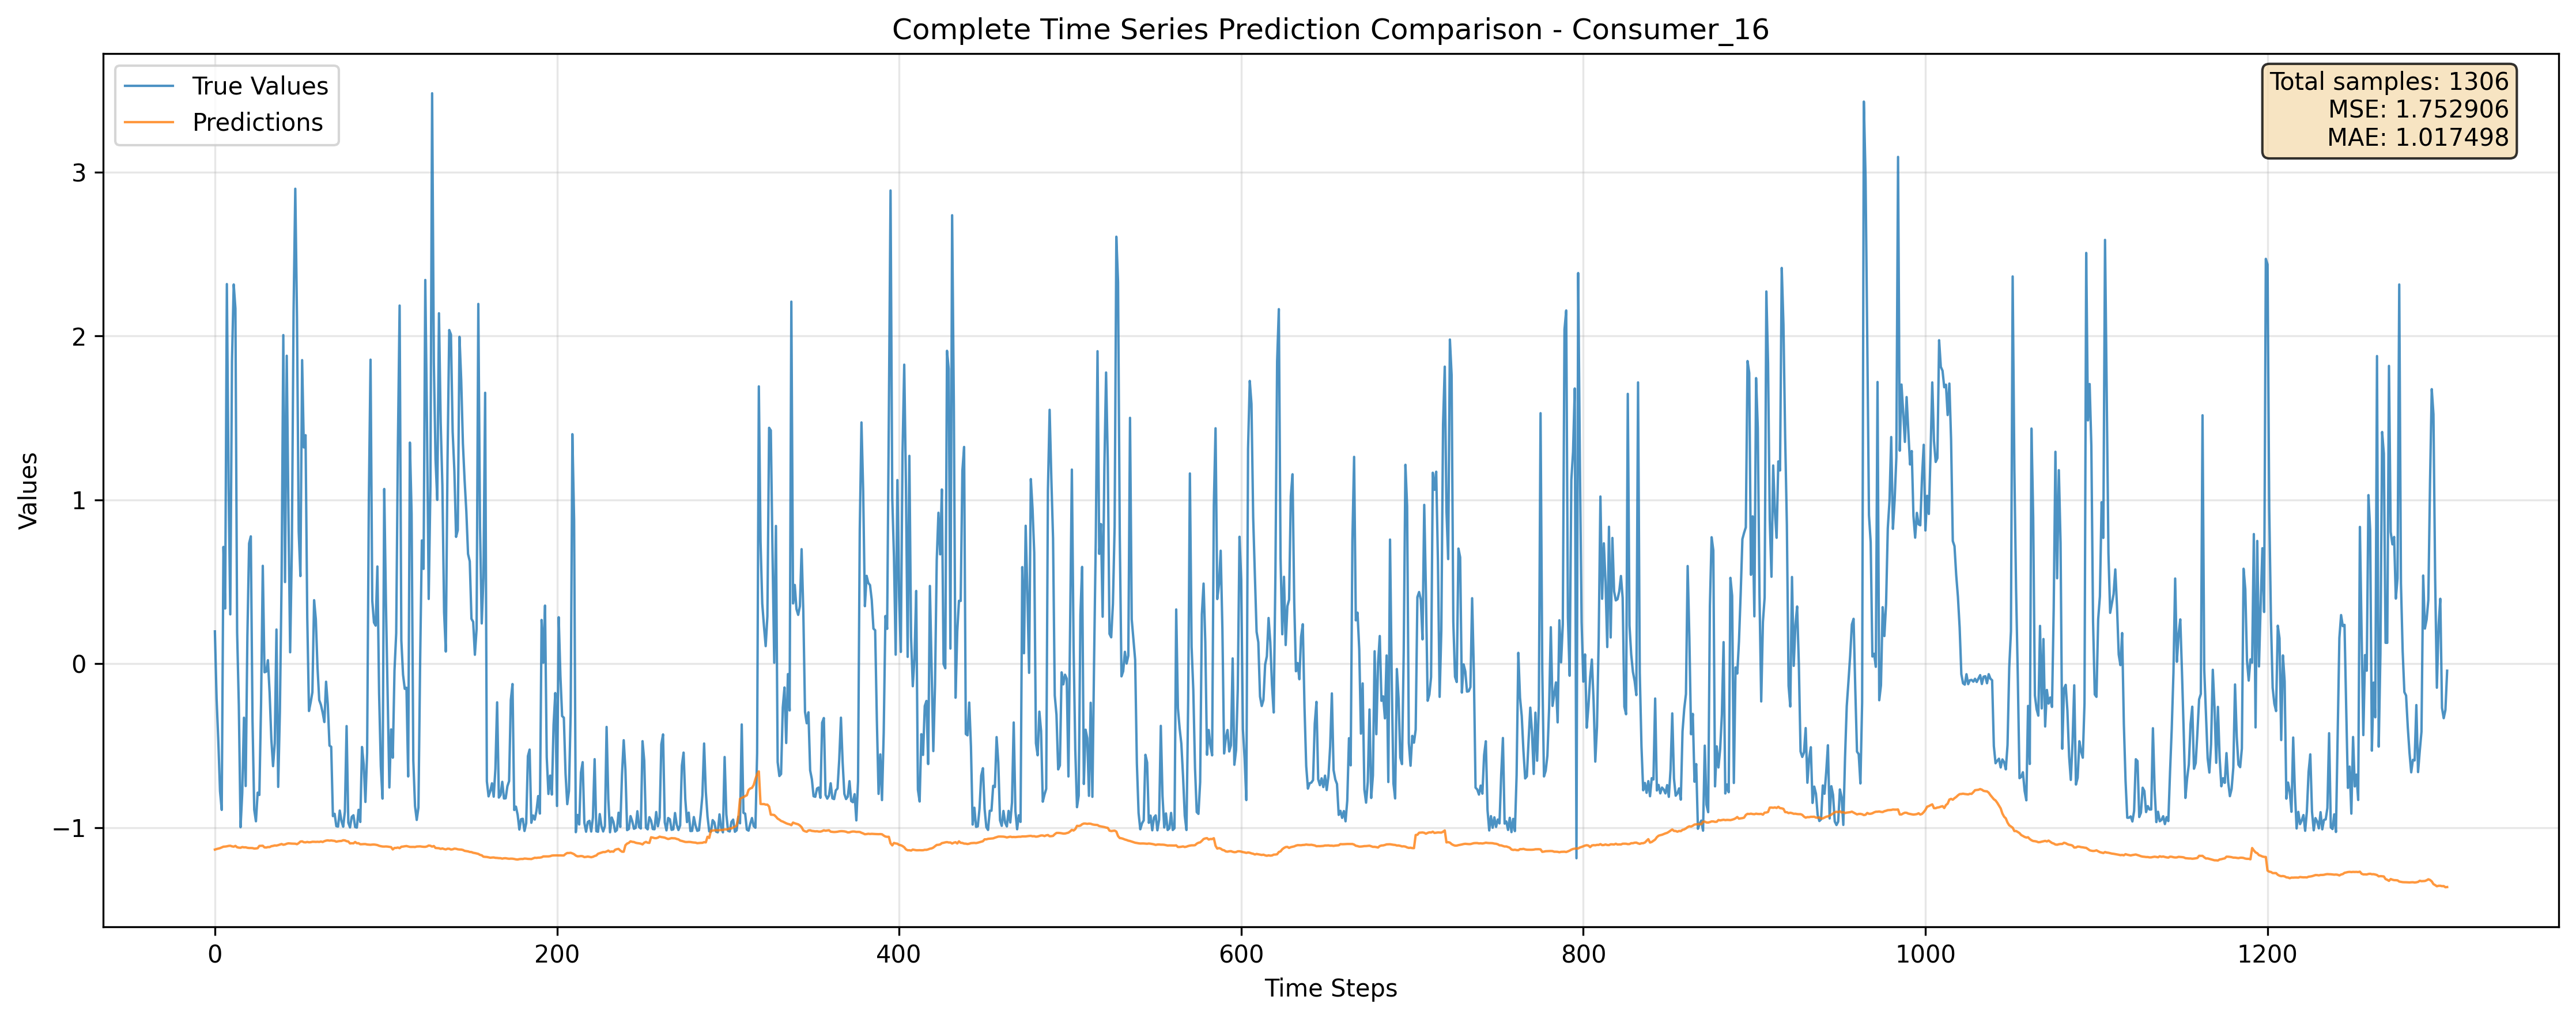 Complete Time Series Prediction Comparison - Consumer_16
True Values
Predictions
Total samples: 1306
MSE: 1.752906
MAE: 1.017498
Values
3
2
1
0
−1
0
200
400
600
800
1000
1200
Time Steps